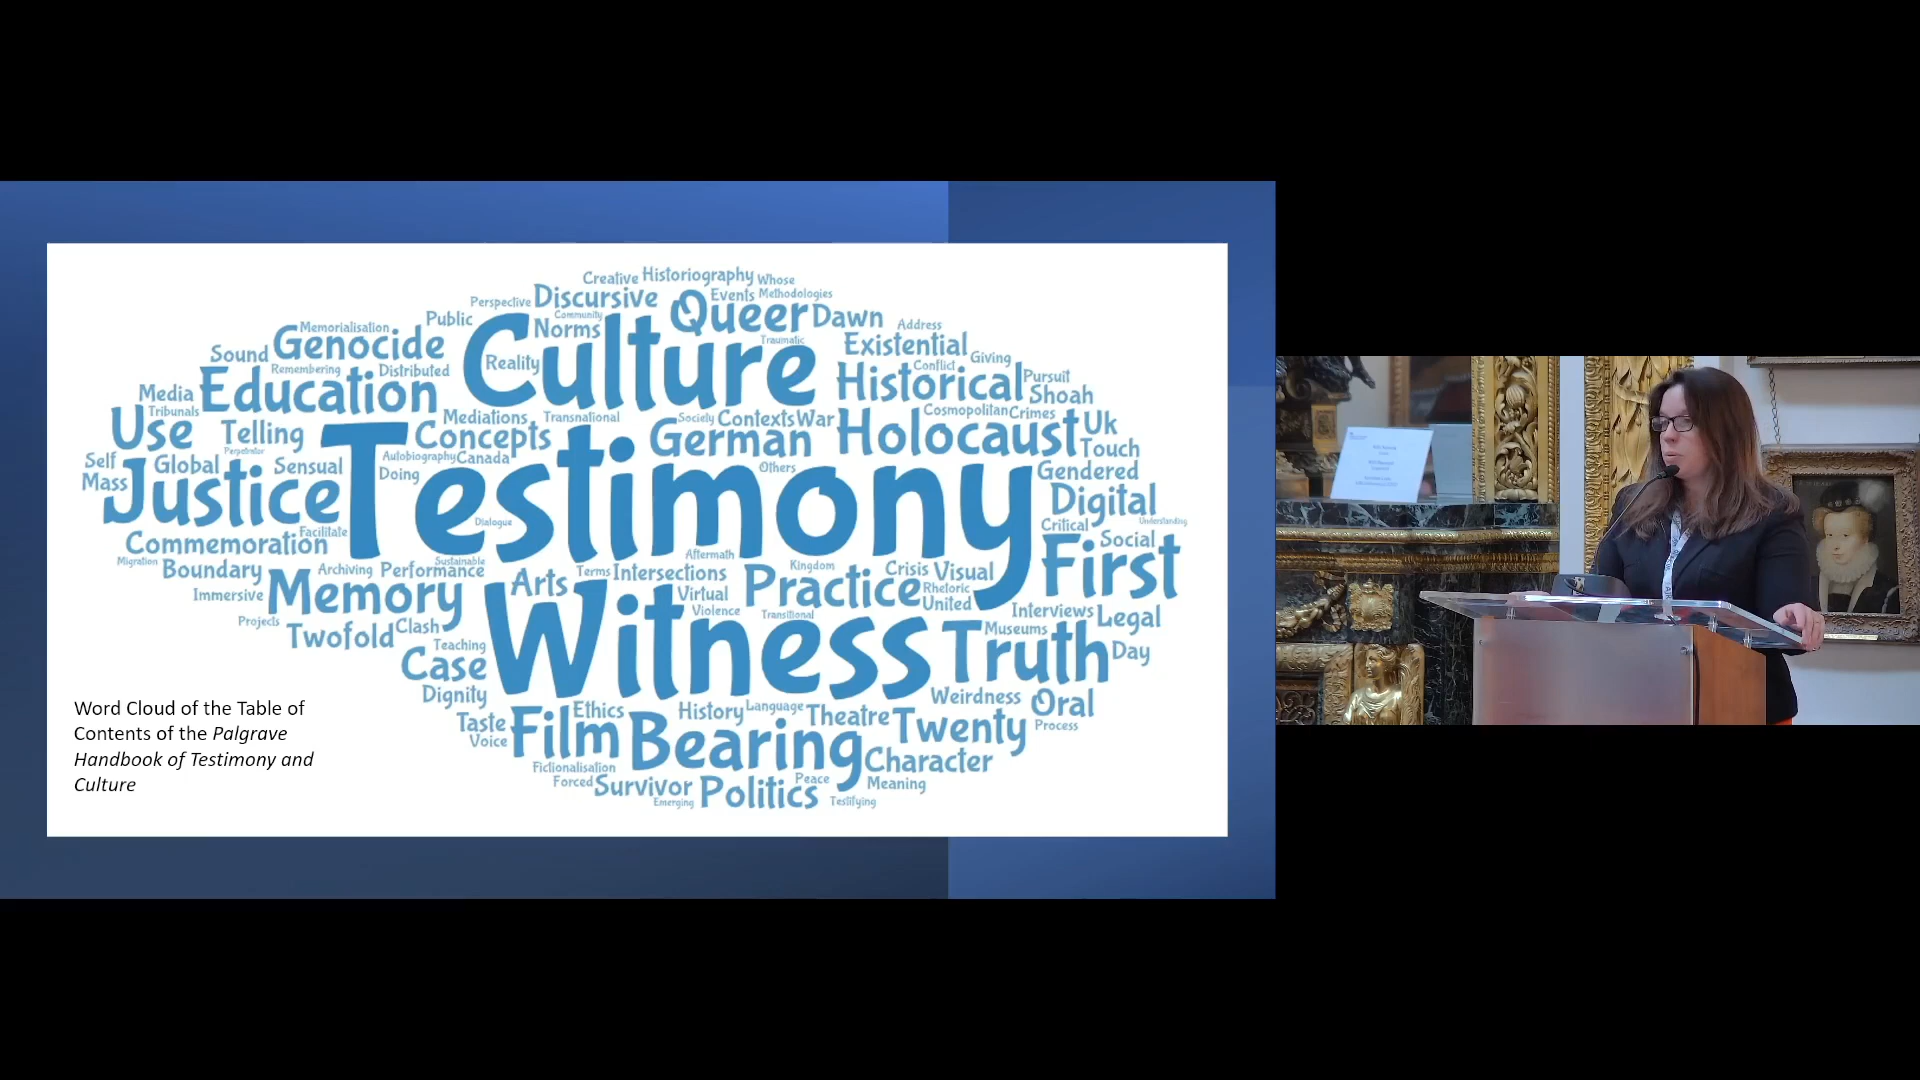 Creative Historiography Whose
Perspective Discursive Queer Events Methodologies
Public Community Norms Culture Dawn Address
Memorialisation Genocide Traumatic Existential Giving
Sound Remembering Distributed Reality Conflict
Media Education Historical Pursuit Shoah
Tribunals Mediations Transnational Society Contexts War Cosmopolitan Crimes
Use Telling Concepts German Holocaust Uk Touch
Perpetrator Autobiography Canada
Self Global Sensual Doing Others Gendered
Mass Justice Testimony Digital
Facilitate Dialogue Critical Understanding
Commemoration Aftermath Social
Migration Boundary Archiving Performance Sustainable Arts Terms Intersections Kingdom Crisis Visual First
Immersive Memory Virtual Practice Rhetoric United
Projects Violence Transitional Interviews Legal
Twofold Clash Witness Museums
Teaching Truth Day
Case
Dignity Weirdness Oral
Taste Ethics History Language Theatre Twenty Process
Voice Film Bearing
Fictionalisation Character
Forced Survivor Politics Peace Meaning
Emerging Testifying
Word Cloud of the Table of
Contents of the Palgrave
Handbook of Testimony and
Culture